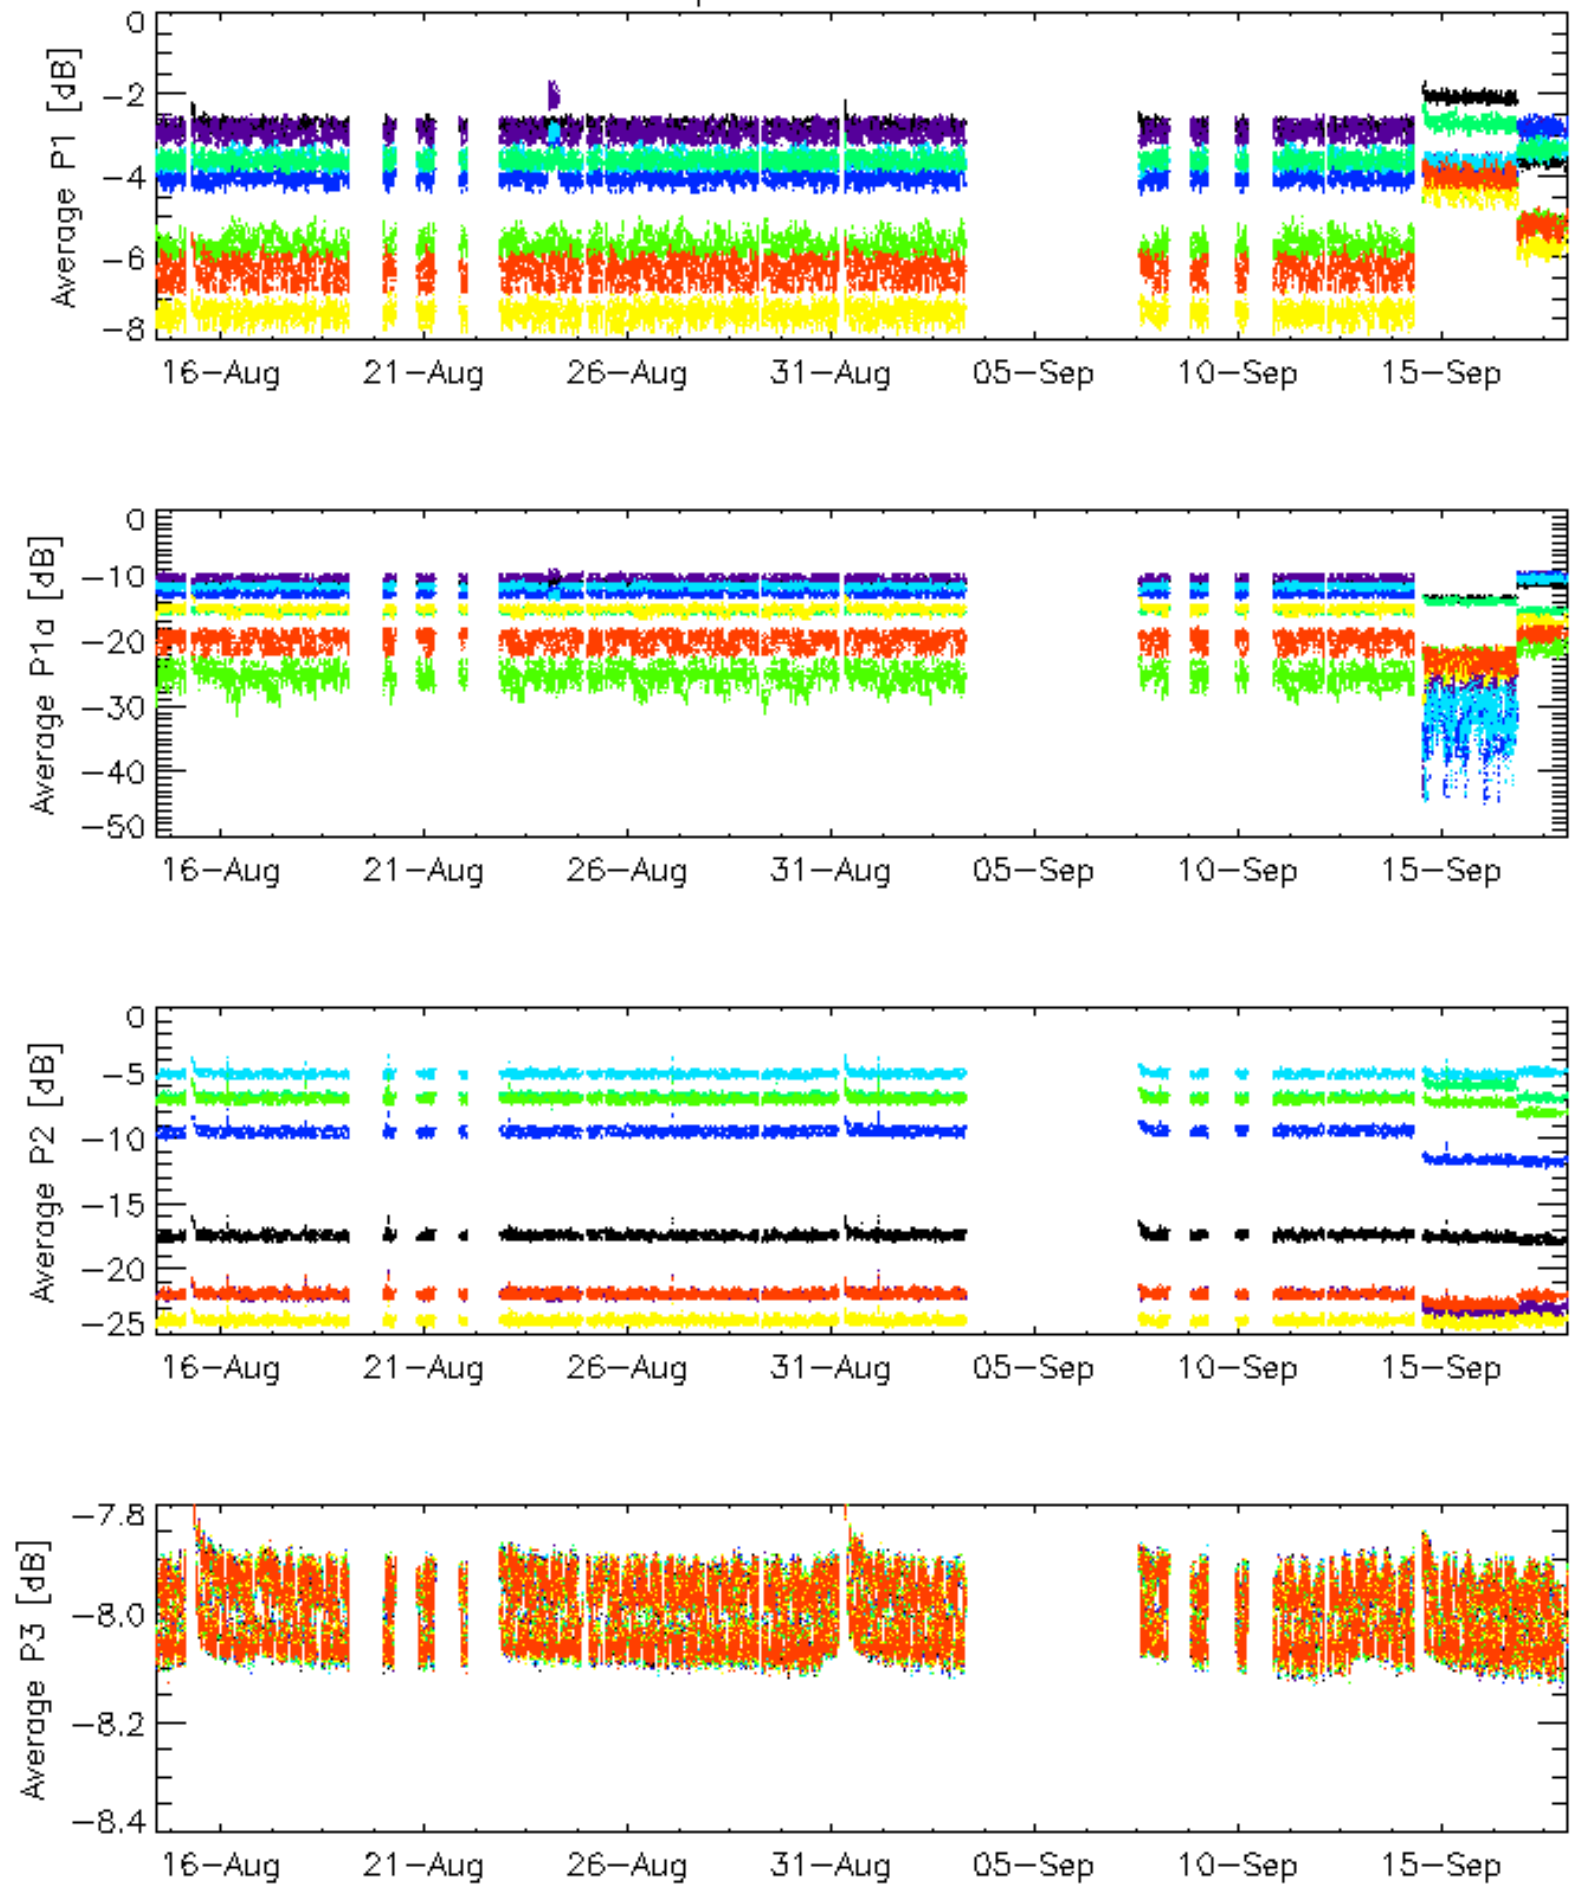 Average P1 [dB]
0
−2
−4
−6
−8
16−Aug 21−Aug 26−Aug 31−Aug 05−Sep 10−Sep 15−Sep
Average P1a [dB]
0
−10
−20
−30
−40
−50
16−Aug 21−Aug 26−Aug 31−Aug 05−Sep 10−Sep 15−Sep
Average P2 [dB]
0
−5
−10
−15
−20
−25
16−Aug 21−Aug 26−Aug 31−Aug 05−Sep 10−Sep 15−Sep
Average P3 [dB]
−7.8
−8.0
−8.2
−8.4
16−Aug 21−Aug 26−Aug 31−Aug 05−Sep 10−Sep 15−Sep